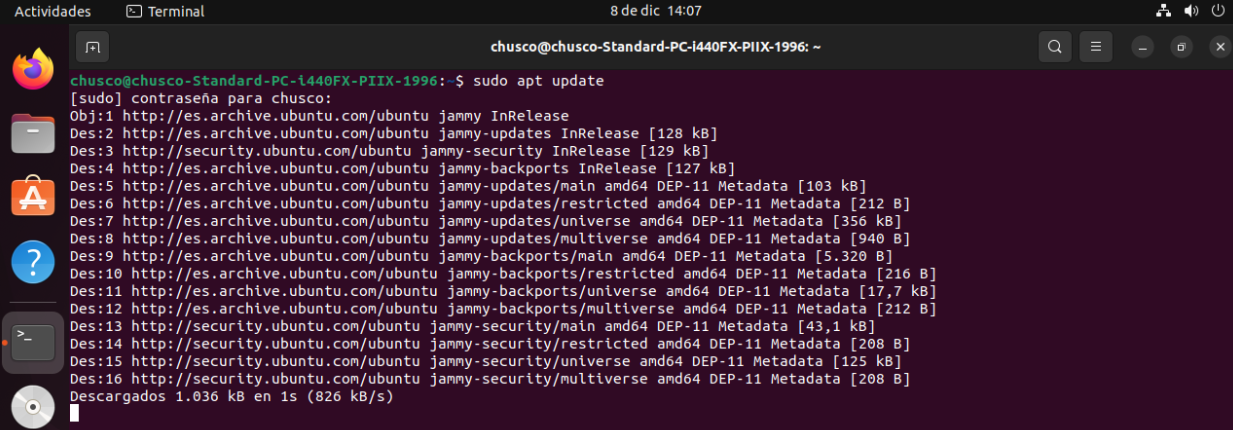 Actividades Terminal 8 de dic 14:07
chusco@chusco-Standard-PC-i440FX-PIIX-1996: ~
chusco@chusco-Standard-PC-i440FX-PIIX-1996:~$ sudo apt update
[sudo] contraseña para chusco:
Obj:1 http://es.archive.ubuntu.com/ubuntu jammy InRelease
Des:2 http://es.archive.ubuntu.com/ubuntu jammy-updates InRelease [128 kB]
Des:3 http://security.ubuntu.com/ubuntu jammy-security InRelease [129 kB]
Des:4 http://es.archive.ubuntu.com/ubuntu jammy-backports InRelease [127 kB]
Des:5 http://es.archive.ubuntu.com/ubuntu jammy-updates/main amd64 DEP-11 Metadata [103 kB]
Des:6 http://es.archive.ubuntu.com/ubuntu jammy-updates/restricted amd64 DEP-11 Metadata [212 B]
Des:7 http://es.archive.ubuntu.com/ubuntu jammy-updates/universe amd64 DEP-11 Metadata [356 kB]
Des:8 http://es.archive.ubuntu.com/ubuntu jammy-updates/multiverse amd64 DEP-11 Metadata [940 B]
Des:9 http://es.archive.ubuntu.com/ubuntu jammy-backports/main amd64 DEP-11 Metadata [5.320 B]
Des:10 http://es.archive.ubuntu.com/ubuntu jammy-backports/restricted amd64 DEP-11 Metadata [216 B]
Des:11 http://es.archive.ubuntu.com/ubuntu jammy-backports/universe amd64 DEP-11 Metadata [17,7 kB]
Des:12 http://es.archive.ubuntu.com/ubuntu jammy-backports/multiverse amd64 DEP-11 Metadata [212 B]
Des:13 http://security.ubuntu.com/ubuntu jammy-security/main amd64 DEP-11 Metadata [43,1 kB]
Des:14 http://security.ubuntu.com/ubuntu jammy-security/restricted amd64 DEP-11 Metadata [208 B]
Des:15 http://security.ubuntu.com/ubuntu jammy-security/universe amd64 DEP-11 Metadata [125 kB]
Des:16 http://security.ubuntu.com/ubuntu jammy-security/multiverse amd64 DEP-11 Metadata [208 B]
Descargados 1.036 kB en 1s (826 kB/s)